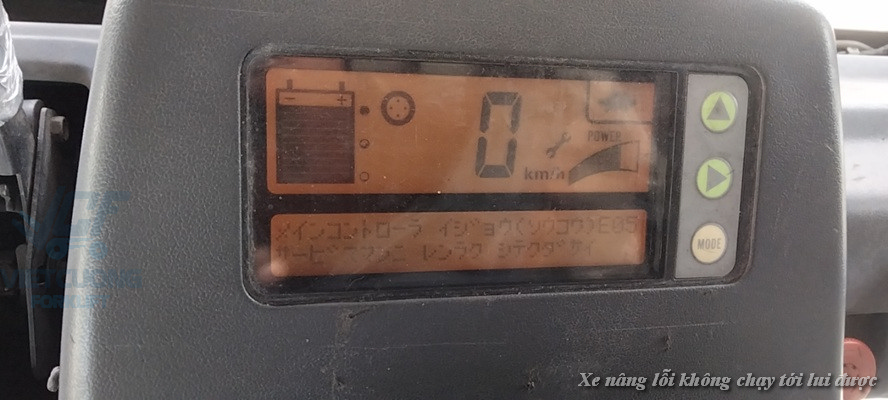 0
km/h
POWER
MODE
メインコントローラ イジョウ(ソウコウ)E05
サービスマンニ レンラク シテクダサイ
Xe nâng lỗi không chạy tới lui được